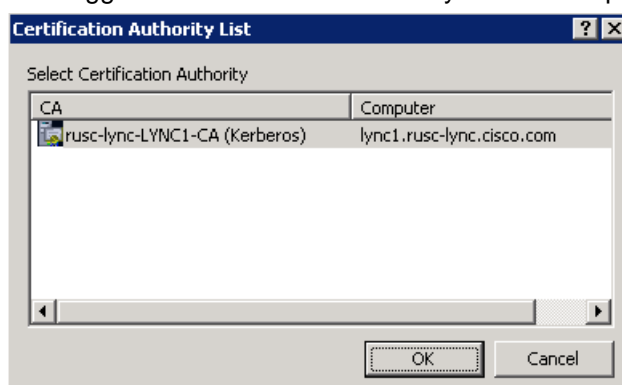 Certification Authority List
Select Certification Authority
CA Computer
rusc-lync-LYNC1-CA (Kerberos) lync1.rusc-lync.cisco.com
OK Cancel